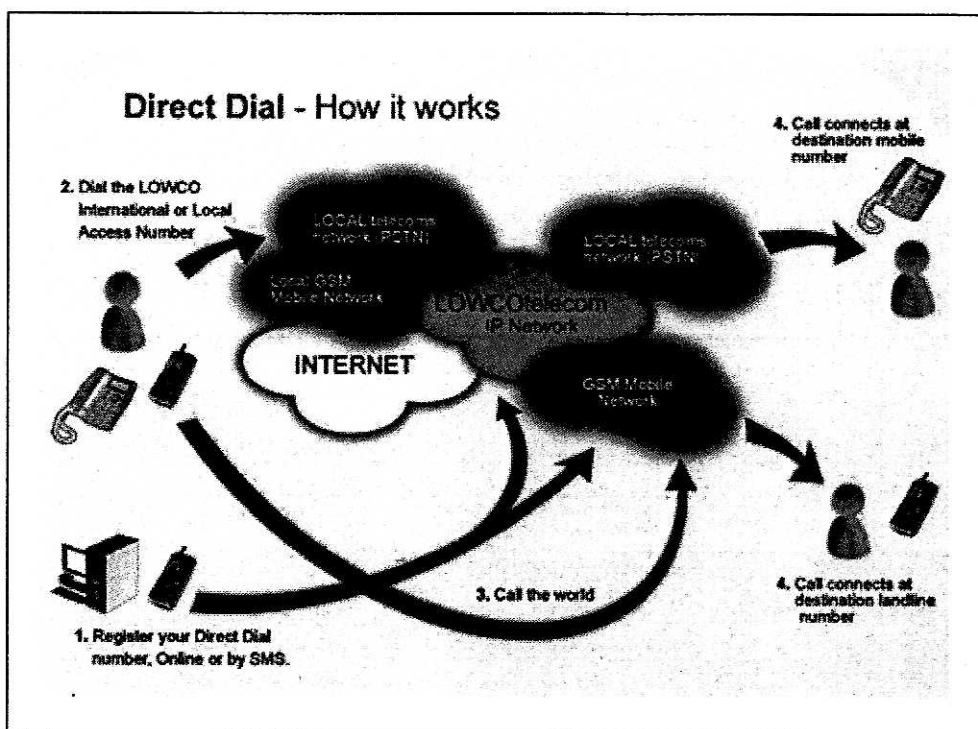 Direct Dial - How it works
4. Call connects at
destination mobile
number
2. Dial the LOWCO
International or Local
Access Number
LOCAL telecoms
network (PSTN)
LOCAL telecoms
network (PSTN)
Local GSM
Mobile Network
LOWCOtelecom
IP Network
INTERNET
GSM Mobile
Network
3. Call the world
4. Call connects at
destination landline
number
1. Register your Direct Dial
number, Online or by SMS.